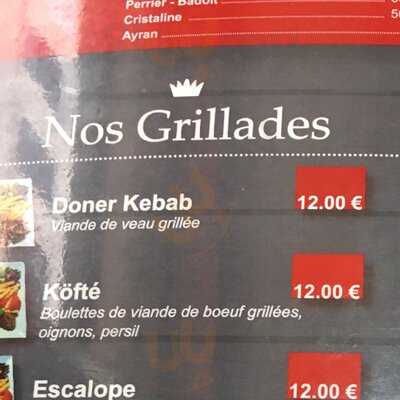 Perrier - Badoit
Cristaline
Ayran
Nos Grillades
Doner Kebab 12.00 €
Viande de veau grillée
Köfté 12.00 €
Boulettes de viande de boeuf grillées,
oignons, persil
Escalope 12.00 €